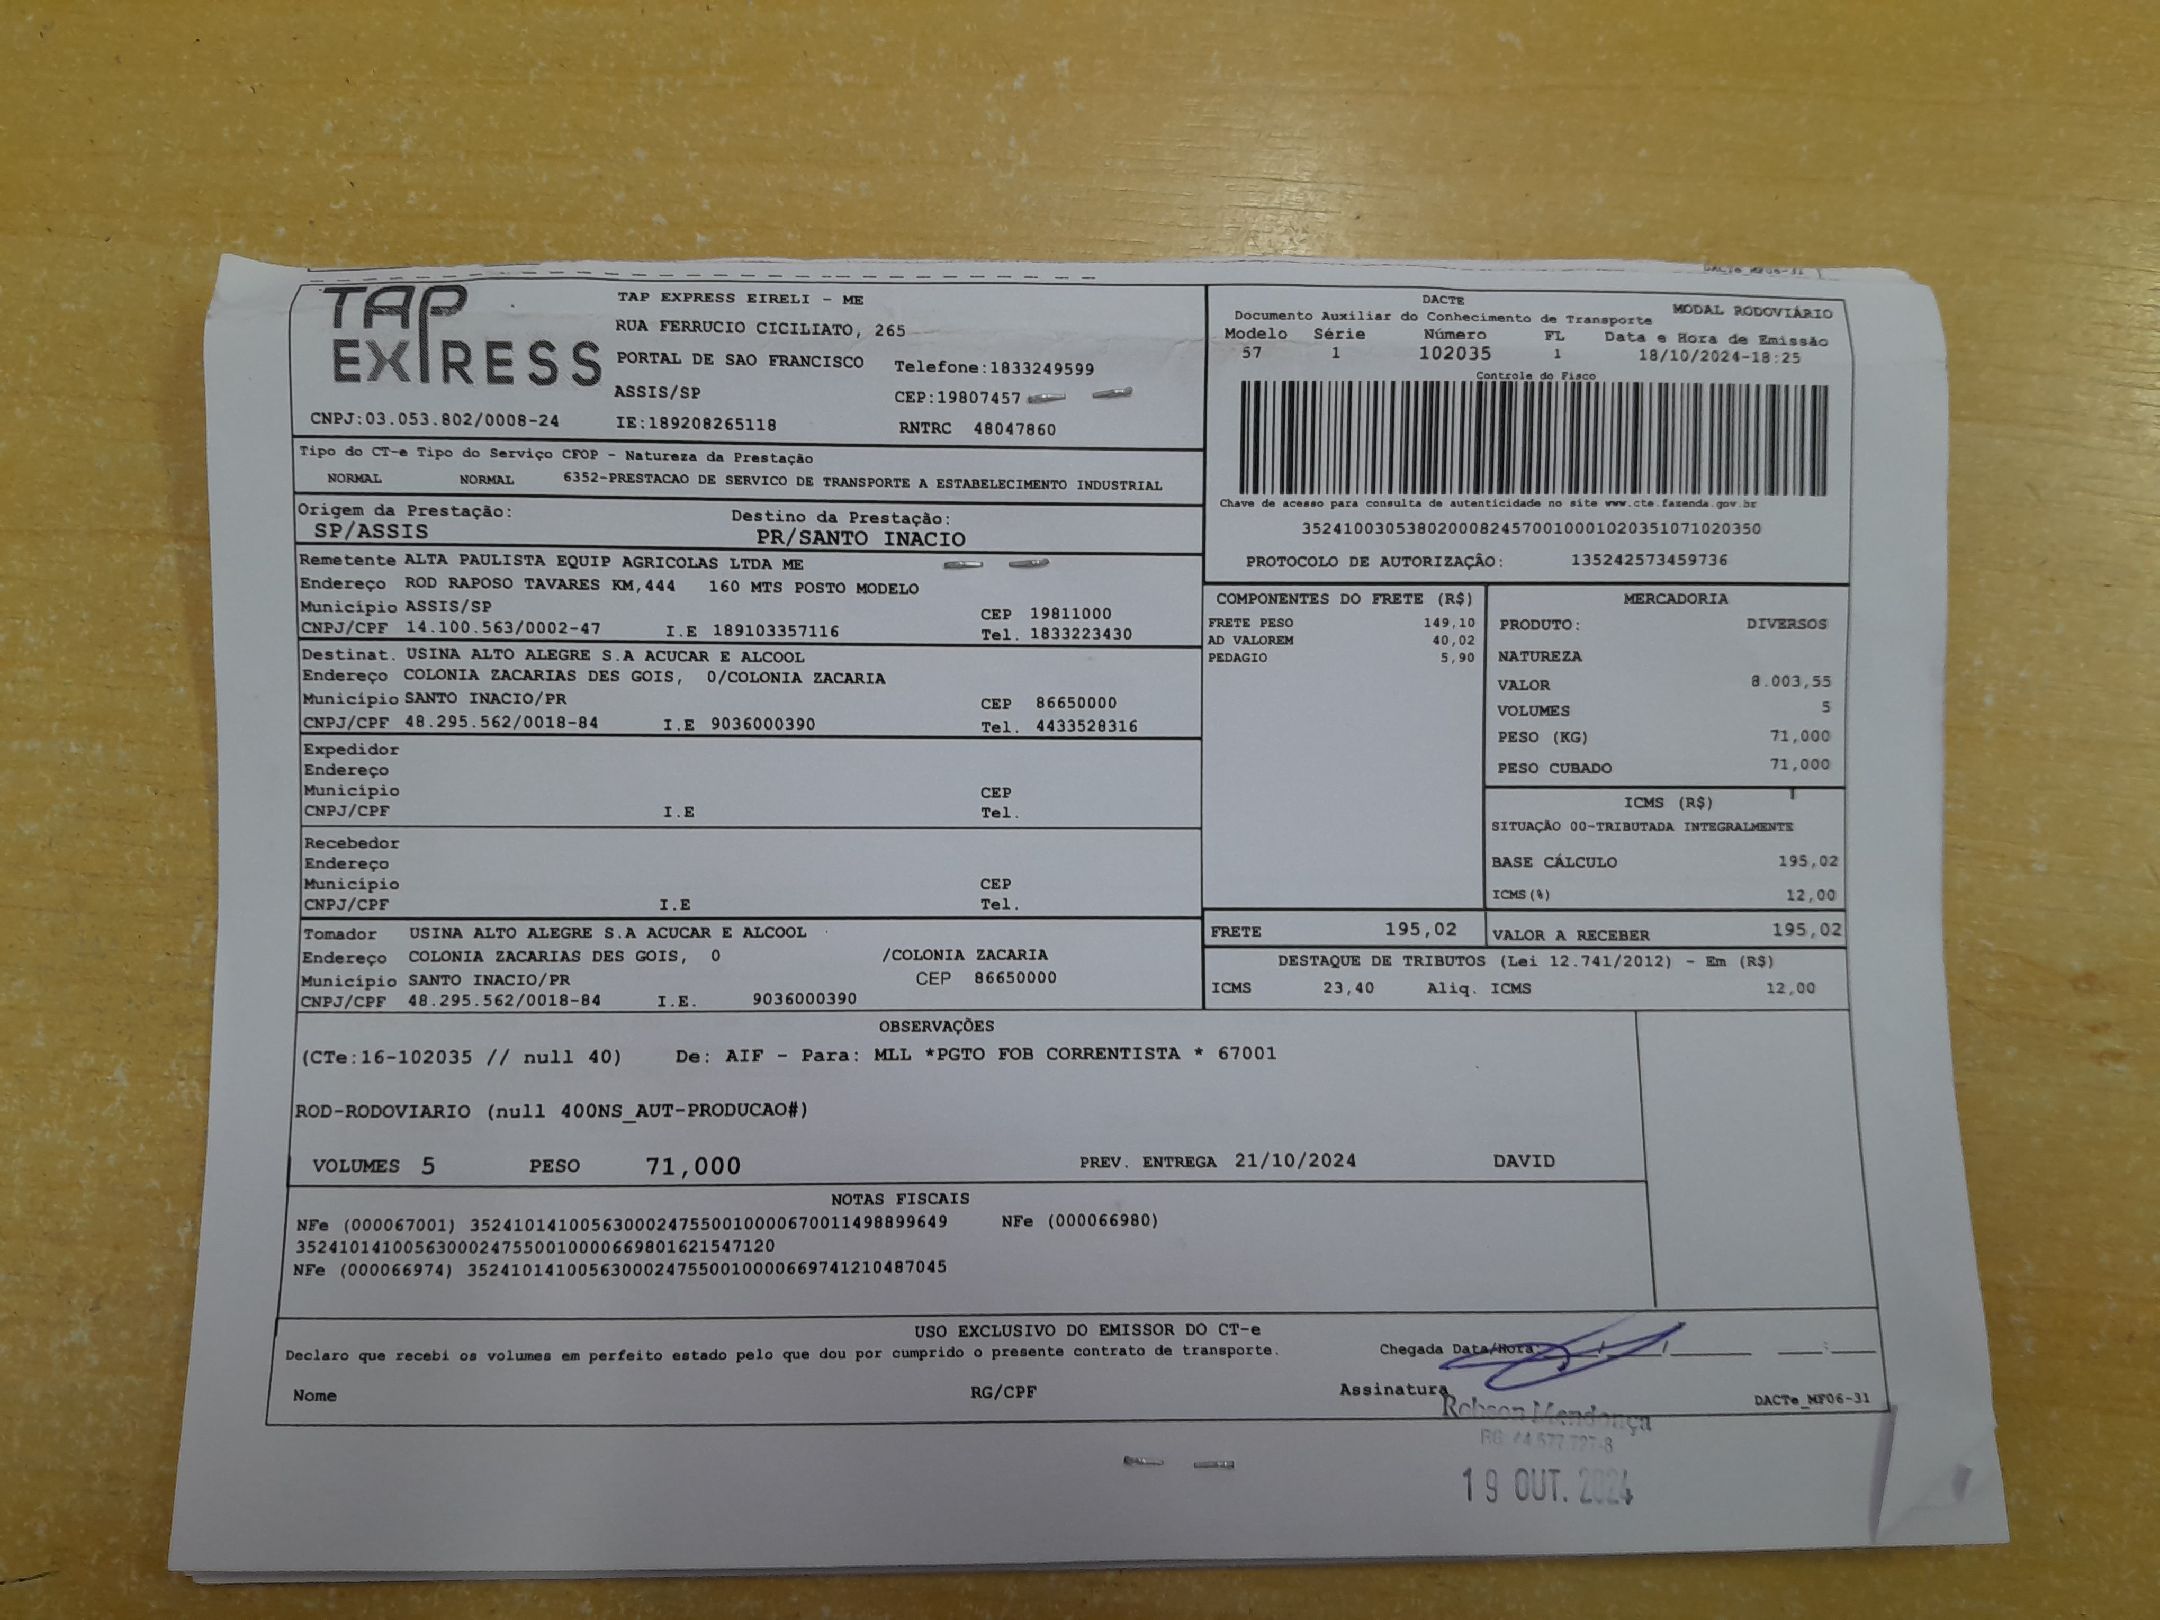 TAP
EXPRESS
TAP EXPRESS EIRELI - ME
RUA FERRUCIO CICILIATO, 265
PORTAL DE SAO FRANCISCO Telefone:1833249599
ASSIS/SP CEP:19807457
CNPJ:03.053.802/0008-24 IE:189208265118 RNTRC 48047860
DACTe_MF06-31
DACTE MODAL RODOVIÁRIO
Documento Auxiliar do Conhecimento de Transporte
Modelo Série Número FL Data e Hora de Emissão
57 1 102035 1 18/10/2024-18:25
Controle do Fisco
Chave de acesso para consulta de autenticidade no site www.cte.fazenda.gov.br
35241003053802000824570010001020351071020350
PROTOCOLO DE AUTORIZAÇÂO: 135242573459736
Tipo do CT-e Tipo do Serviço CFOP - Natureza da Prestação
NORMAL NORMAL 6352-PRESTACAO DE SERVICO DE TRANSPORTE A ESTABELECIMENTO INDUSTRIAL
Origem da Prestação: Destino da Prestação:
SP/ASSIS PR/SANTO INACIO
Remetente ALTA PAULISTA EQUIP AGRICOLAS LTDA ME
Endereço ROD RAPOSO TAVARES KM,444 160 MTS POSTO MODELO
Município ASSIS/SP CEP 19811000
CNPJ/CPF 14.100.563/0002-47 I.E 189103357116 Tel. 1833223430
Destinat. USINA ALTO ALEGRE S.A ACUCAR E ALCOOL
Endereço COLONIA ZACARIAS DES GOIS, 0/COLONIA ZACARIA
Município SANTO INACIO/PR CEP 86650000
CNPJ/CPF 48.295.562/0018-84 I.E 9036000390 Tel. 4433528316
Expedidor
Endereço
Município CEP
CNPJ/CPF I.E Tel.
Recebedor
Endereço
Município CEP
CNPJ/CPF I.E Tel.
Tomador USINA ALTO ALEGRE S.A ACUCAR E ALCOOL
Endereço COLONIA ZACARIAS DES GOIS, 0 /COLONIA ZACARIA
Município SANTO INACIO/PR CEP 86650000
CNPJ/CPF 48.295.562/0018-84 I.E. 9036000390
COMPONENTES DO FRETE (R$)
FRETE PESO 149,10
AD VALOREM 40,02
PEDAGIO 5,90
MERCADORIA
PRODUTO: DIVERSOS
NATUREZA
VALOR 8.003,55
VOLUMES 5
PESO (KG) 71,000
PESO CUBADO 71,000
ICMS (R$)
SITUAÇÃO 00-TRIBUTADA INTEGRALMENTE
BASE CÁLCULO 195,02
ICMS(%) 12,00
FRETE 195,02 VALOR A RECEBER 195,02
DESTAQUE DE TRIBUTOS (Lei 12.741/2012) - Em (R$)
ICMS 23,40 Aliq. ICMS 12,00
OBSERVAÇÕES
(CTe:16-102035 // null 40) De: AIF - Para: MLL *PGTO FOB CORRENTISTA * 67001
ROD-RODOVIARIO (null 400NS_AUT-PRODUCAO#)
VOLUMES 5 PESO 71,000 PREV. ENTREGA 21/10/2024 DAVID
NOTAS FISCAIS
NFe (000067001) 35241014100563000247550010000670011498899649 NFe (000066980)
35241014100563000247550010000669801621547120
NFe (000066974) 35241014100563000247550010000669741210487045
USO EXCLUSIVO DO EMISSOR DO CT-e
Declaro que recebi os volumes em perfeito estado pelo que dou por cumprido o presente contrato de transporte. Chegada Data/Hora:
Nome RG/CPF Assinatura DACTe_MF06-31
Robson Mendonça
RG: 44.577.727-8
19 OUT. 2024